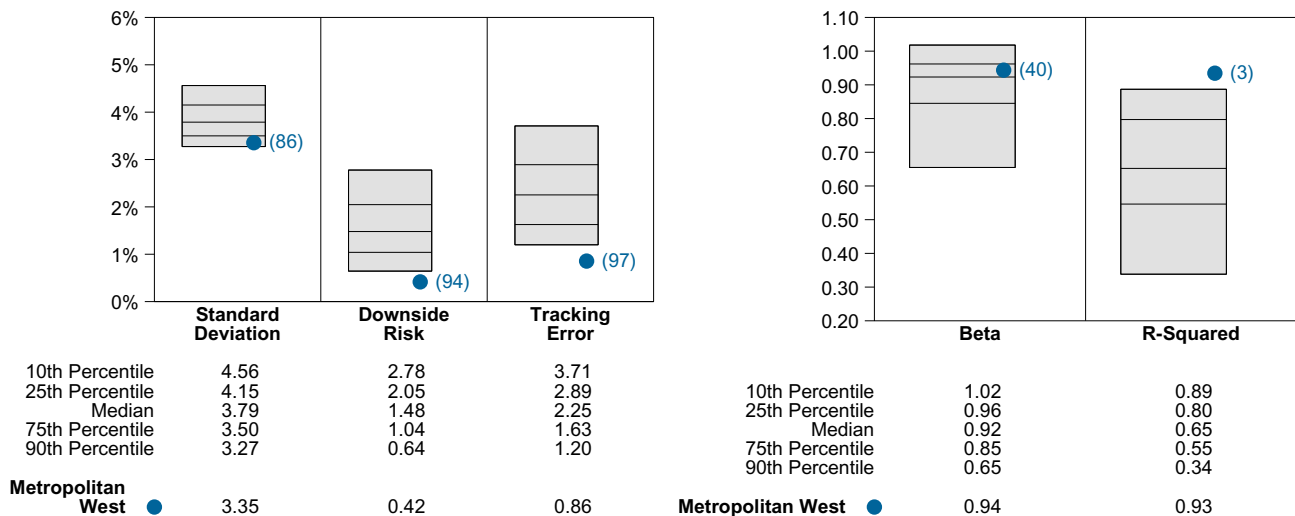 6%
5%
4%
3%
2%
1%
0%
(86)
(94)
(97)
Standard Deviation
Downside Risk
Tracking Error
10th Percentile 4.56 2.78 3.71
25th Percentile 4.15 2.05 2.89
Median 3.79 1.48 2.25
75th Percentile 3.50 1.04 1.63
90th Percentile 3.27 0.64 1.20
Metropolitan
West 3.35 0.42 0.86
1.10
1.00
0.90
0.80
0.70
0.60
0.50
0.40
0.30
0.20
(40)
(3)
Beta R-Squared
10th Percentile 1.02 0.89
25th Percentile 0.96 0.80
Median 0.92 0.65
75th Percentile 0.85 0.55
90th Percentile 0.65 0.34
Metropolitan West 0.94 0.93